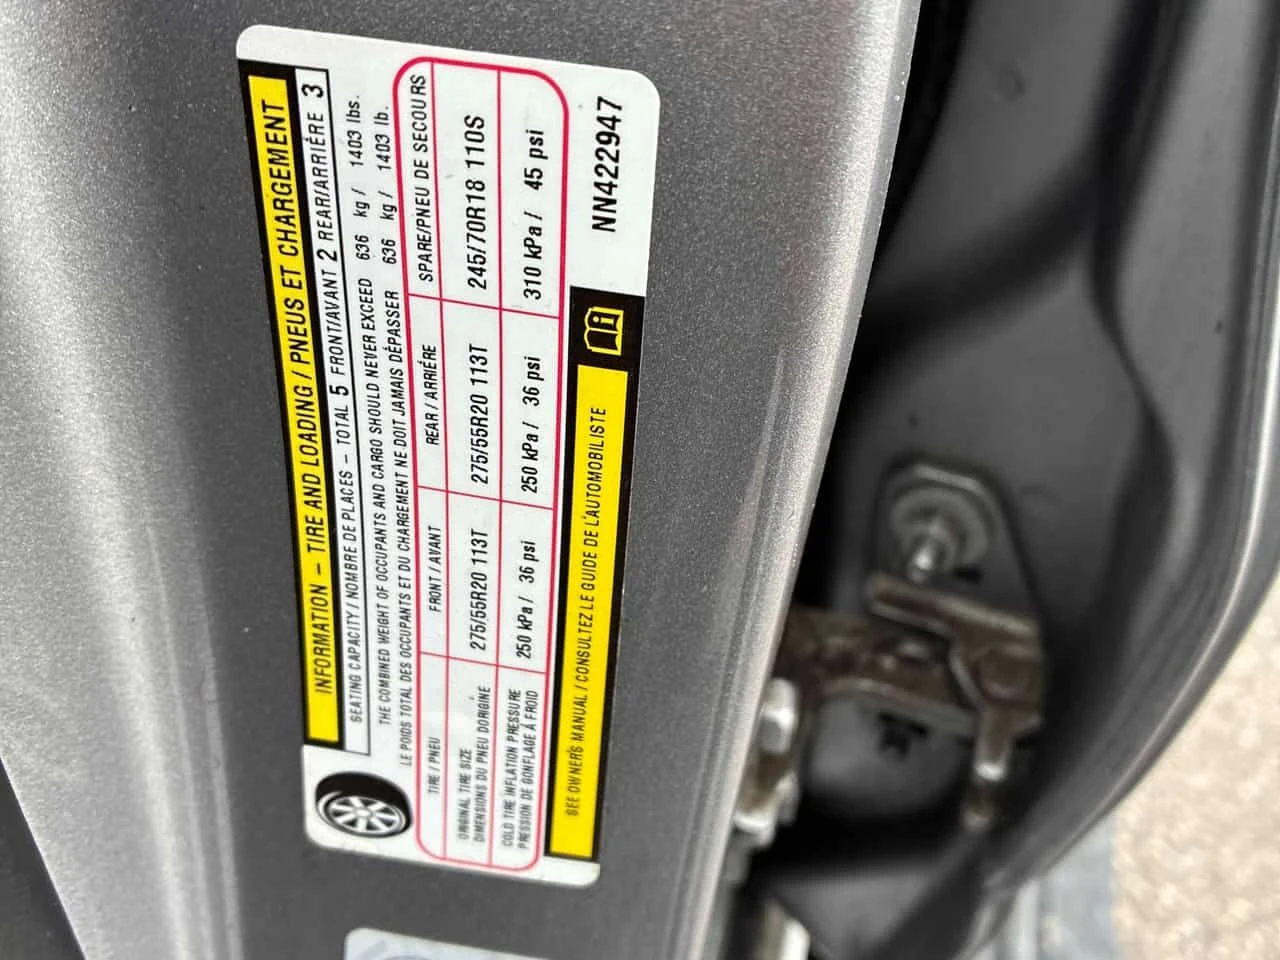 INFORMATION – TIRE AND LOADING / PNEUS ET CHARGEMENT
SEATING CAPACITY / NOMBRE DE PLACES – TOTAL 5 FRONT/AVANT 2 REAR/ARRIÈRE 3
THE COMBINED WEIGHT OF OCCUPANTS AND CARGO SHOULD NEVER EXCEED 636 kg / 1403 lbs.
LE POIDS TOTAL DES OCCUPANTS ET DU CHARGEMENT NE DOIT JAMAIS DÉPASSER 636 kg / 1403 lb.
TIRE / PNEU FRONT / AVANT REAR / ARRIÉRE SPARE/PNEU DE SECOURS
ORIGINAL TIRE SIZE
DIMENSIONS DU PNEU D'ORIGINE
275/55R20 113T 275/55R20 113T 245/70R18 110S
COLD TIRE INFLATION PRESSURE
PRESSION DE GONFLAGE À FROID
250 kPa / 36 psi 250 kPa / 36 psi 310 kPa / 45 psi
SEE OWNER'S MANUAL / CONSULTEZ LE GUIDE DE L'AUTOMOBILISTE
NN422947